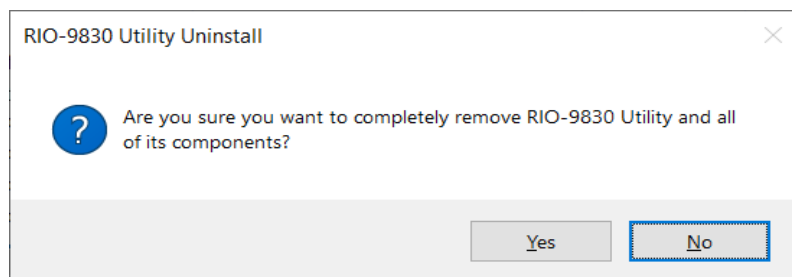 RIO-9830 Utility Uninstall
Are you sure you want to completely remove RIO-9830 Utility and all
of its components?
Yes
No